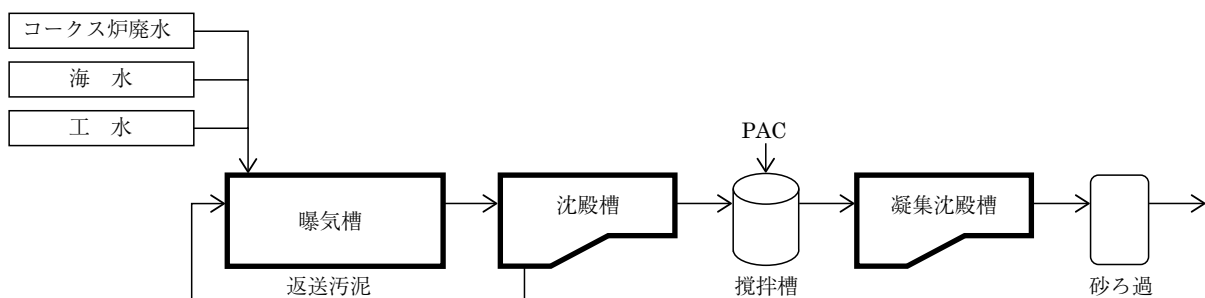 コークス炉廃水
海 水
工 水
PAC
曝気槽
沈殿槽
凝集沈殿槽
返送汚泥
撹拌槽
砂ろ過